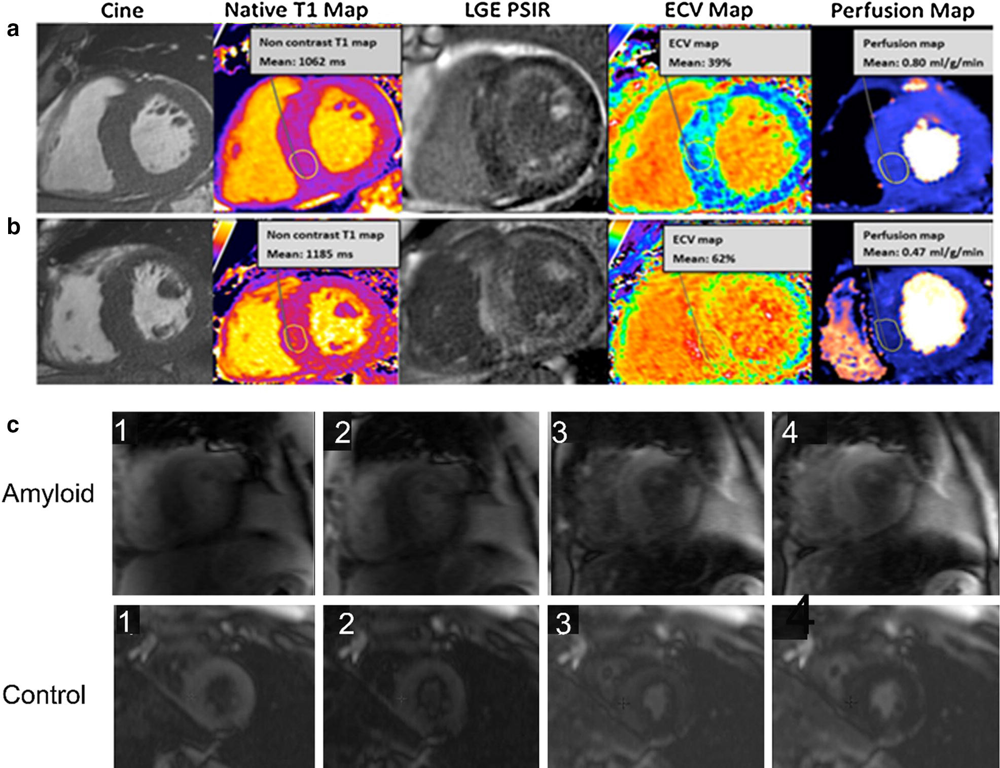 Cine Native T1 Map LGE PSIR ECV Map Perfusion Map
a
Non contrast T1 map
Mean: 1062 ms
ECV map
Mean: 39%
Perfusion map
Mean: 0.80 ml/g/min
b
Non contrast T1 map
Mean: 1185 ms
ECV map
Mean: 62%
Perfusion map
Mean: 0.47 ml/g/min
c
1 2 3 4
Amyloid
1 2 3 4
Control